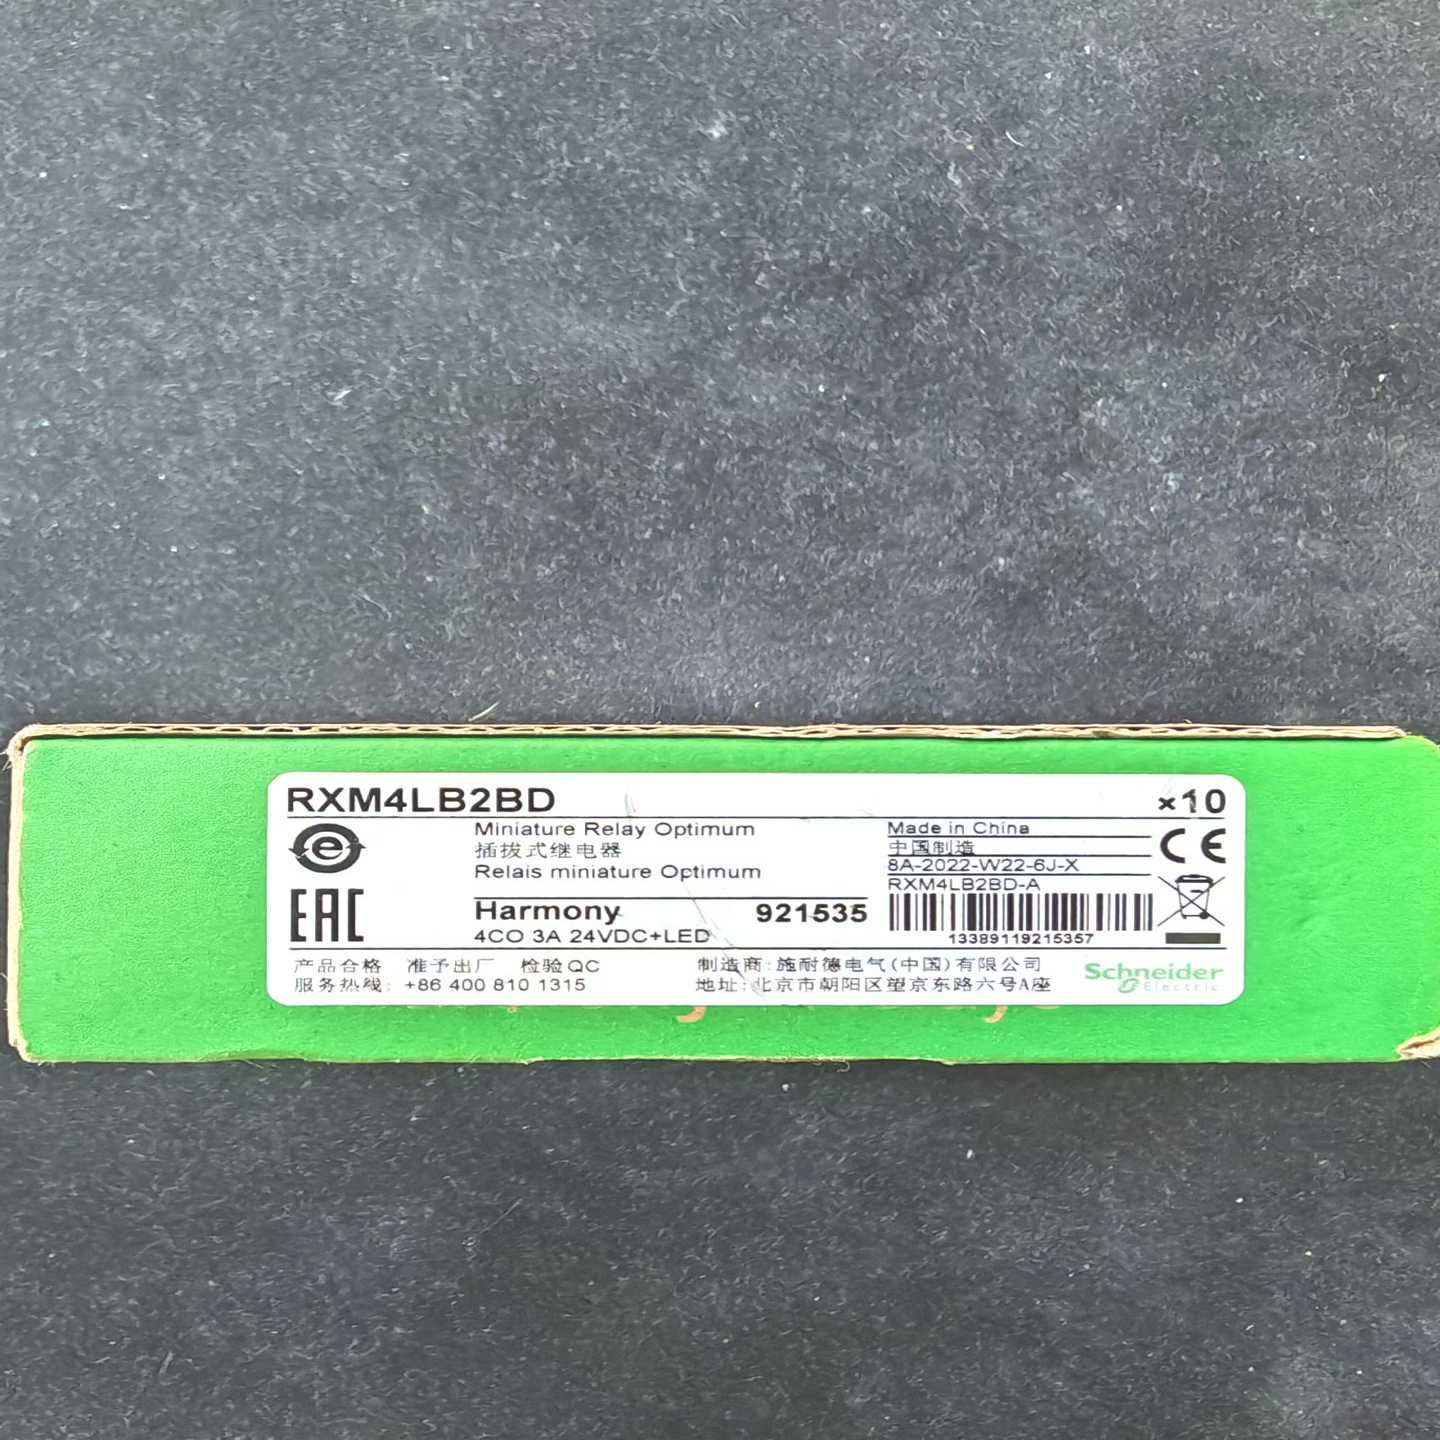 RXM4LB2BD
×10
Miniature Relay Optimum
插拔式继电器
Relais miniature Optimum
Made in China
中国制造
8A-2022-W22-6J-X
RXM4LB2BD-A
CE
EAC
Harmony 921535
4CO 3A 24VDC+LED
13389119215357
产品合格 准予出厂 检验QC
服务热线: +86 400 810 1315
制造商:施耐德电气(中国)有限公司
地址:北京市朝阳区望京东路六号A座
Schneider
Electric